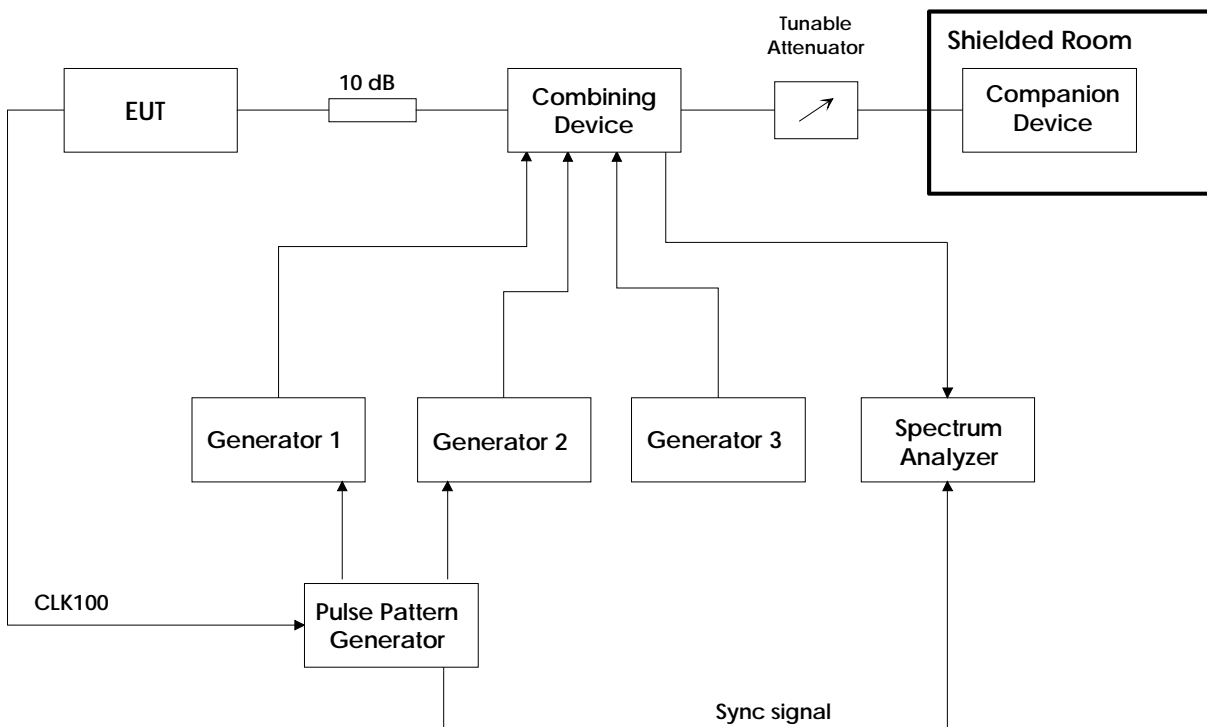 Tunable
Attenuator
Shielded Room
EUT
10 dB
Combining
Device
Companion
Device
Generator 1
Generator 2
Generator 3
Spectrum
Analyzer
CLK100
Pulse Pattern
Generator
Sync signal